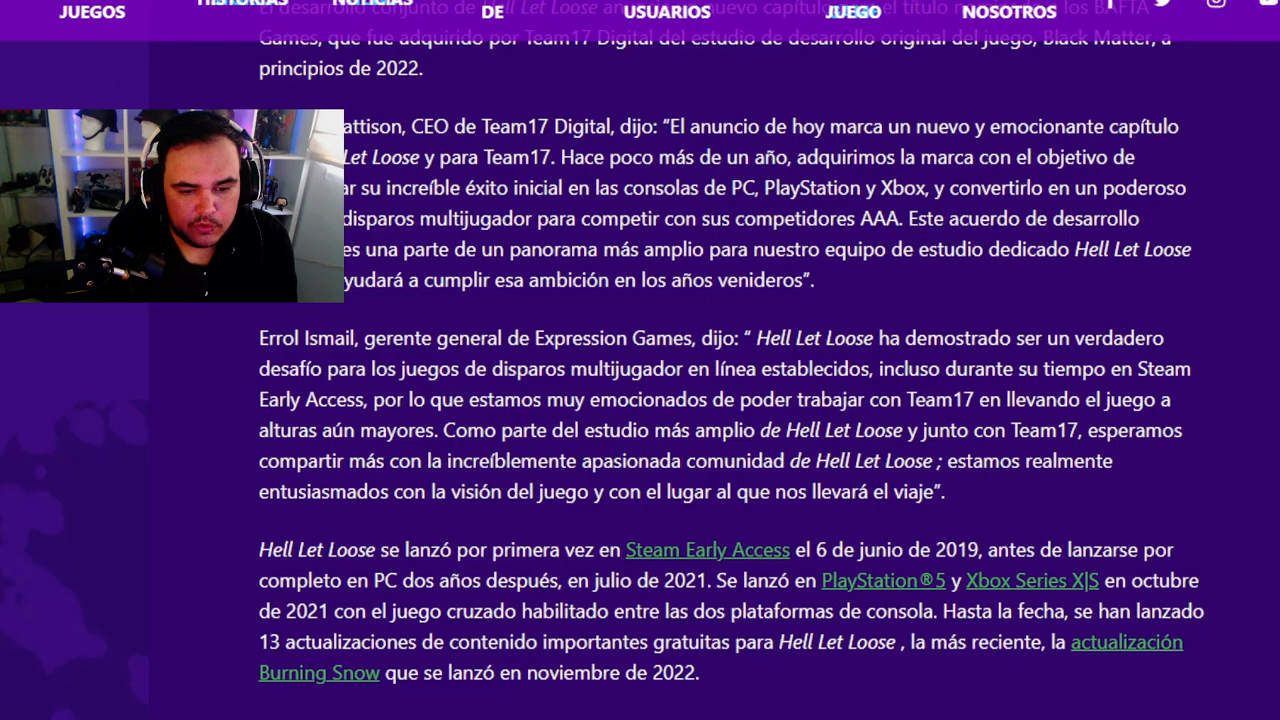 JUEGOS
HISTORIAS
NOTICIAS
DE
USUARIOS
JUEGO
NOSOTROS
El desarrollo conjunto de Hell Let Loose nuevo capítulo el título los BAFTA
Games, que fue adquirido por Team17 Digital del estudio de desarrollo original del juego, Black Matter, a
principios de 2022.
attison, CEO de Team17 Digital, dijo: “El anuncio de hoy marca un nuevo y emocionante capítulo
Let Loose y para Team17. Hace poco más de un año, adquirimos la marca con el objetivo de
ar su increíble éxito inicial en las consolas de PC, PlayStation y Xbox, y convertirlo en un poderoso
disparos multijugador para competir con sus competidores AAA. Este acuerdo de desarrollo
es una parte de un panorama más amplio para nuestro equipo de estudio dedicado Hell Let Loose
yudará a cumplir esa ambición en los años venideros”.
Errol Ismail, gerente general de Expression Games, dijo: “ Hell Let Loose ha demostrado ser un verdadero
desafío para los juegos de disparos multijugador en línea establecidos, incluso durante su tiempo en Steam
Early Access, por lo que estamos muy emocionados de poder trabajar con Team17 en llevando el juego a
alturas aún mayores. Como parte del estudio más amplio de Hell Let Loose y junto con Team17, esperamos
compartir más con la increíblemente apasionada comunidad de Hell Let Loose ; estamos realmente
entusiasmados con la visión del juego y con el lugar al que nos llevará el viaje”.
Hell Let Loose se lanzó por primera vez en Steam Early Access el 6 de junio de 2019, antes de lanzarse por
completo en PC dos años después, en julio de 2021. Se lanzó en PlayStation®5 y Xbox Series X|S en octubre
de 2021 con el juego cruzado habilitado entre las dos plataformas de consola. Hasta la fecha, se han lanzado
13 actualizaciones de contenido importantes gratuitas para Hell Let Loose , la más reciente, la actualización
Burning Snow que se lanzó en noviembre de 2022.